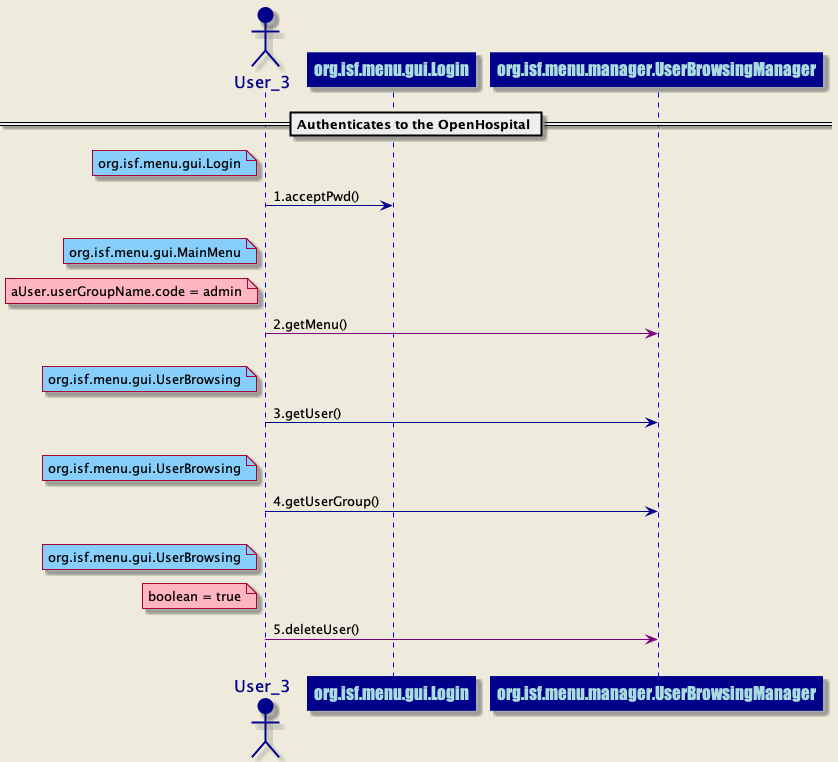 User_3
org.isf.menu.gui.Login
org.isf.menu.manager.UserBrowsingManager
Authenticates to the OpenHospital
org.isf.menu.gui.Login
1.acceptPwd()
org.isf.menu.gui.MainMenu
aUser.userGroupName.code = admin
2.getMenu()
org.isf.menu.gui.UserBrowsing
3.getUser()
org.isf.menu.gui.UserBrowsing
4.getUserGroup()
org.isf.menu.gui.UserBrowsing
boolean = true
5.deleteUser()
User_3
org.isf.menu.gui.Login
org.isf.menu.manager.UserBrowsingManager